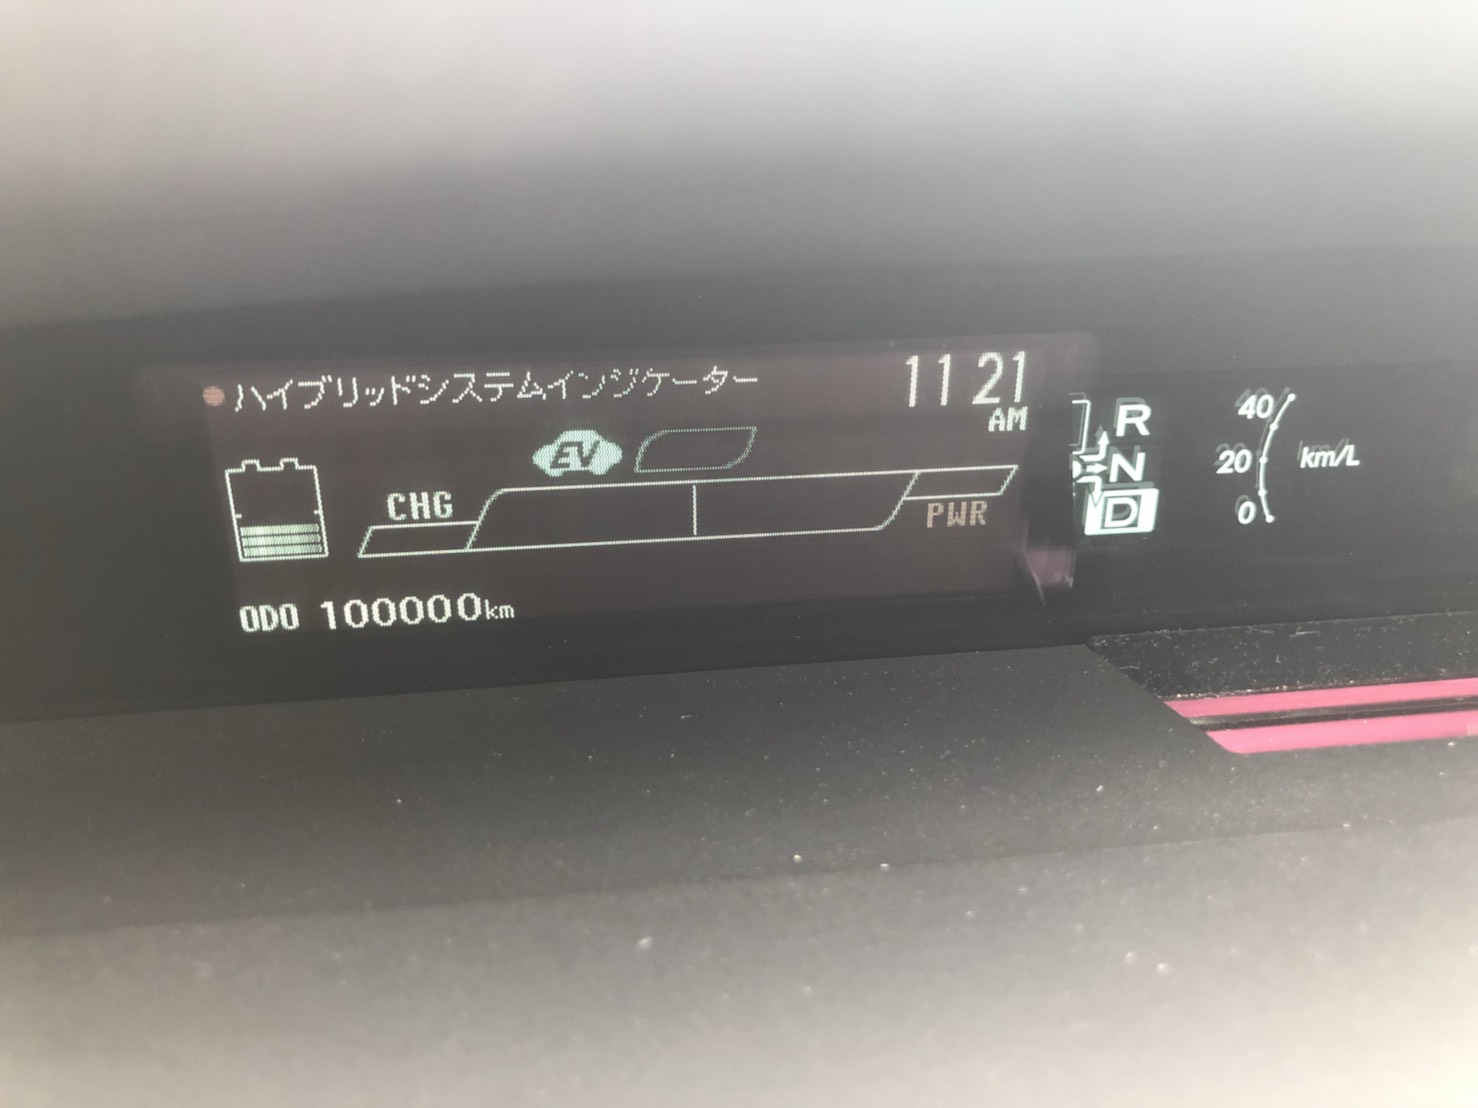 ハイブリッドシステムインジケーター
11 21
AM
EV
CHG
PWR
ODO 100000km
R
N
D
40
20
0
km/L